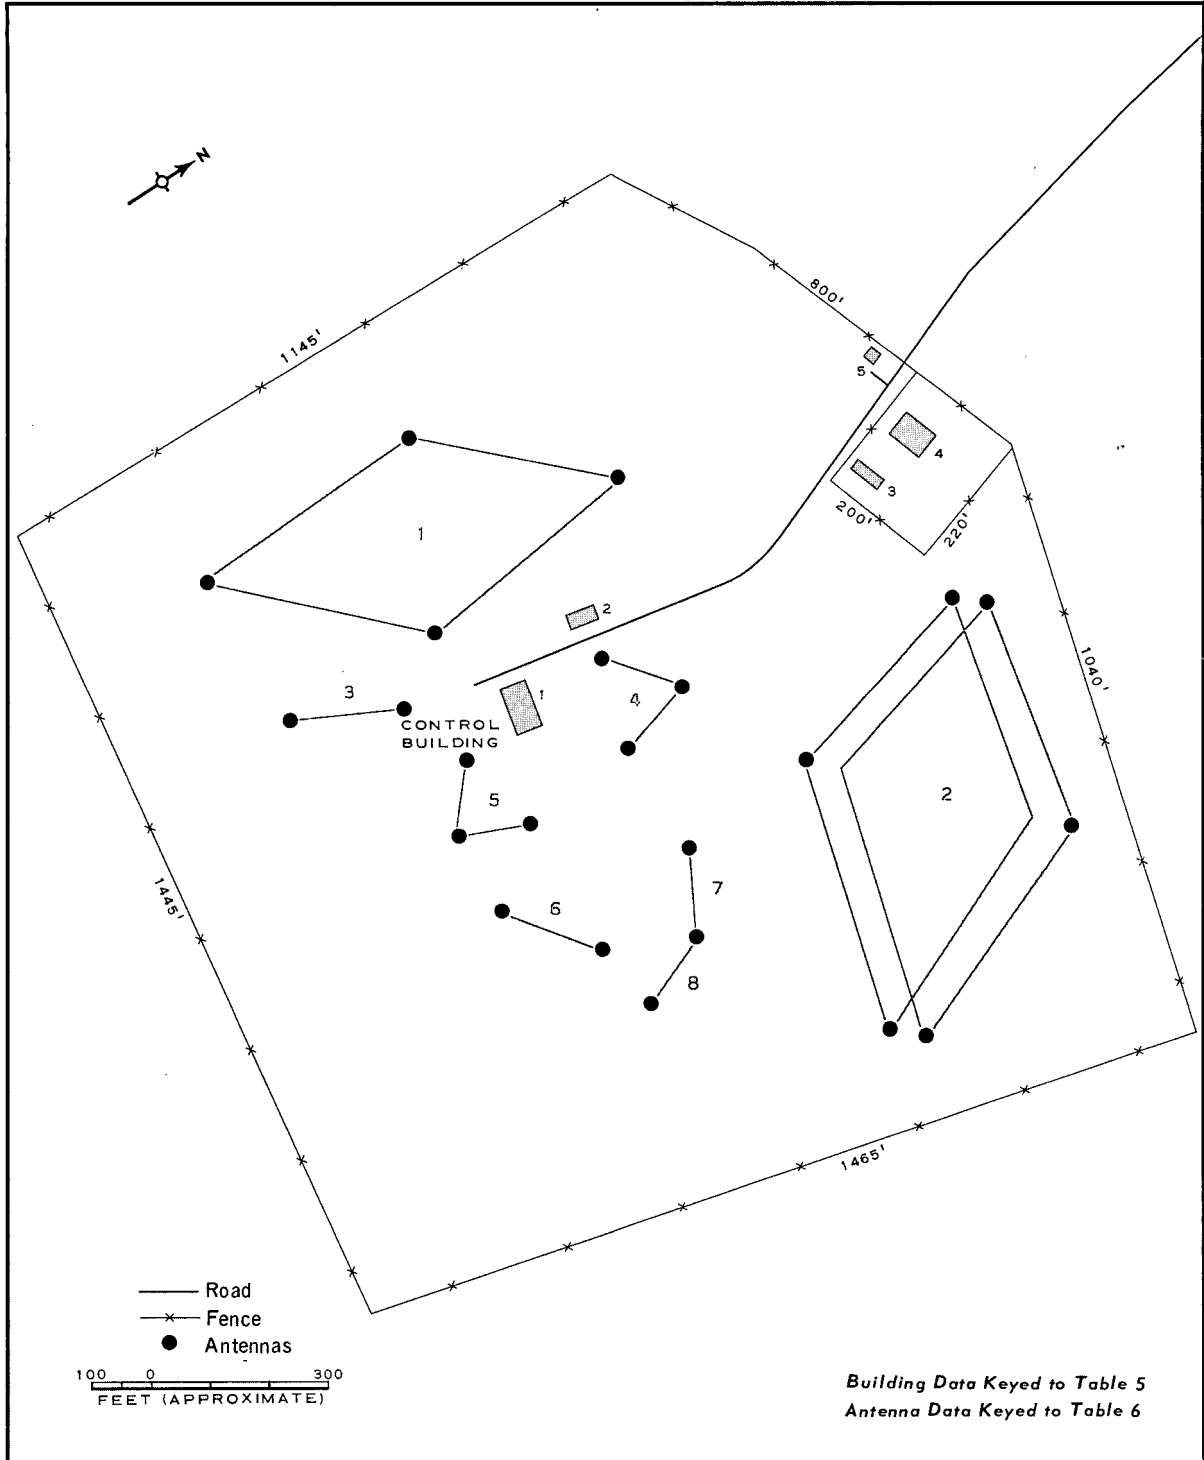 N
800'
1145'
5
4
3
200'
220'
1
2
1040'
3
1
4
CONTROL
BUILDING
2
5
1445'
7
6
8
1465'
Road
Fence
Antennas
100 0 300
FEET (APPROXIMATE)
Building Data Keyed to Table 5
Antenna Data Keyed to Table 6